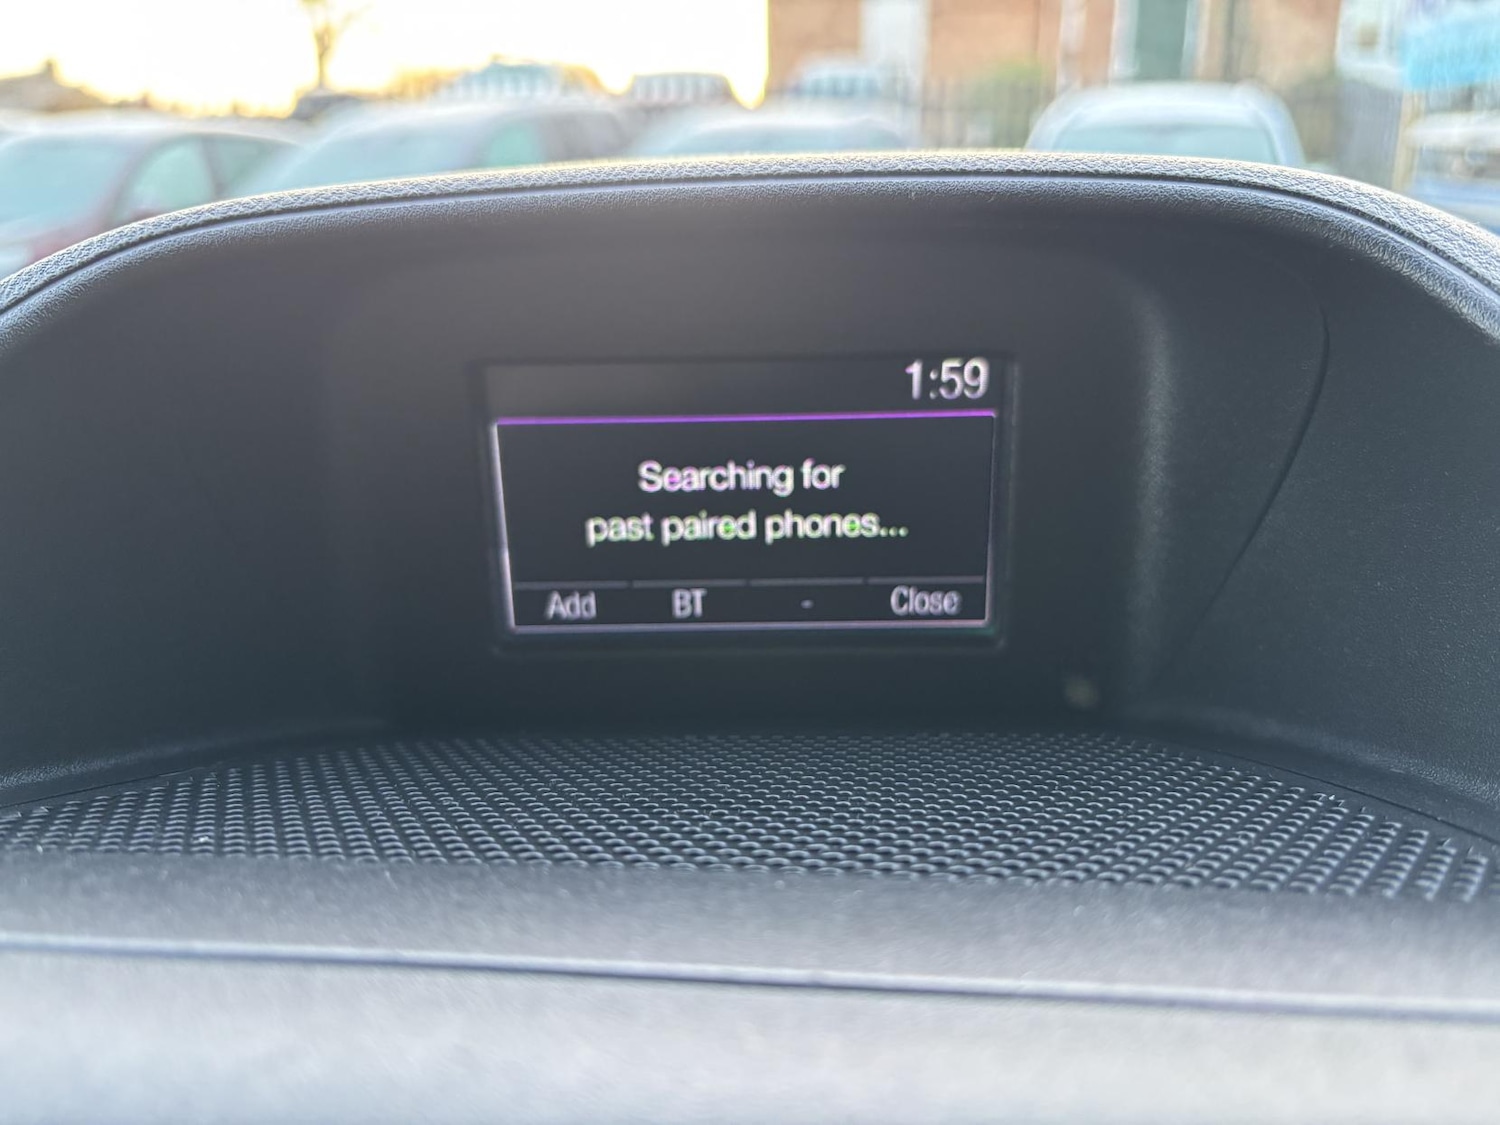 1:59
Searching for
past paired phones...
Add BT - Close